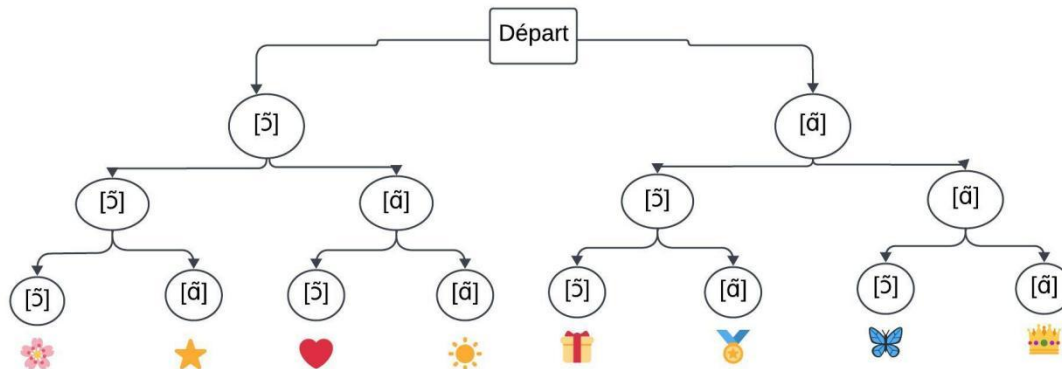 Départ
[ɔ̃] [ɑ̃]
[ɔ̃] [ɑ̃] [ɔ̃] [ɑ̃]
[ɔ̃] [ɑ̃] [ɔ̃] [ɑ̃] [ɔ̃] [ɑ̃] [ɔ̃] [ɑ̃]